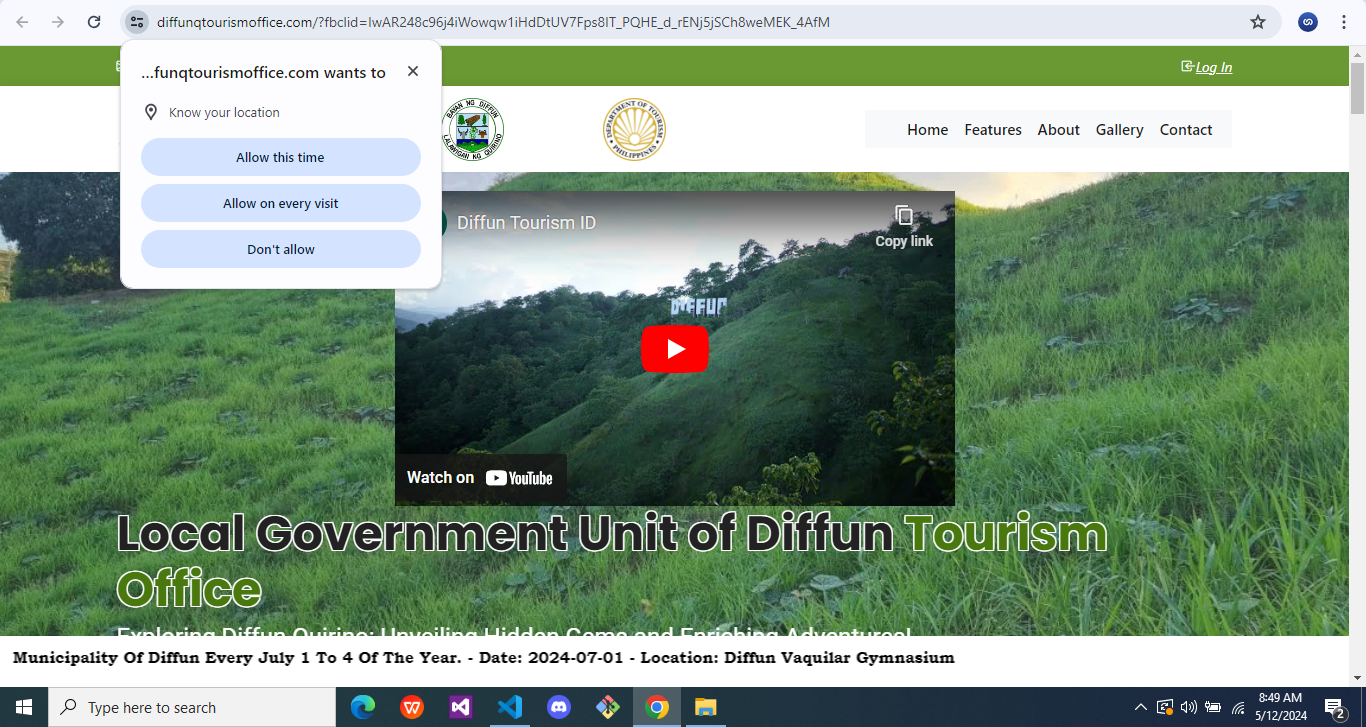 diffunqtourismoffice.com/?fbclid=IwAR248c96j4iWowqw1iHdDtUV7Fps8IT_PQHE_d_rENj5jSCh8weMEK_4AfM
...funqtourismoffice.com wants to
Know your location
Allow this time
Allow on every visit
Don't allow
Log In
BAYAN NG DIFFUN
LALAWIGAN NG QUIRINO
DEPARTMENT OF TOURISM
PHILIPPINES
Home Features About Gallery Contact
Diffun Tourism ID
Copy link
DIFFUN
Watch on YouTube
Local Government Unit of Diffun Tourism
Office
Exploring Diffun Quirino: Unveiling Hidden Gems and Enriching Adventures!
Municipality Of Diffun Every July 1 To 4 Of The Year. - Date: 2024-07-01 - Location: Diffun Vaquilar Gymnasium
Type here to search
8:49 AM
5/12/2024
2